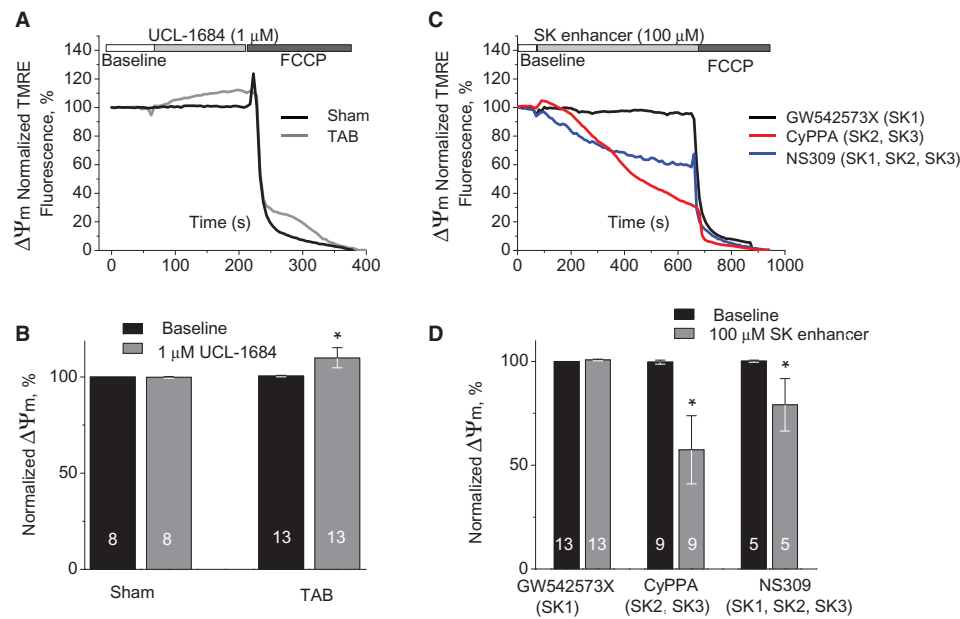 A
UCL-1684 (1 μM)
140
120
100
80
60
40
20
0
Baseline
FCCP
Sham
TAB
Time (s)
ΔΨm Normalized TMRE
Fluorescence, %
0 100 200 300 400
C
SK enhancer (100 μM)
140
120
100
80
60
40
20
0
Baseline
FCCP
GW542573X (SK1)
CyPPA (SK2, SK3)
NS309 (SK1, SK2, SK3)
Time (s)
ΔΨm Normalized TMRE
Fluorescence, %
0 200 400 600 800 1000
B
Baseline
1 μM UCL-1684
*
Normalized ΔΨm, %
100
50
0
8 8 13 13
Sham TAB
D
Baseline
100 μM SK enhancer
* *
Normalized ΔΨm, %
100
50
0
13 13 9 9 5 5
GW542573X CyPPA NS309
(SK1) (SK2, SK3) (SK1, SK2, SK3)